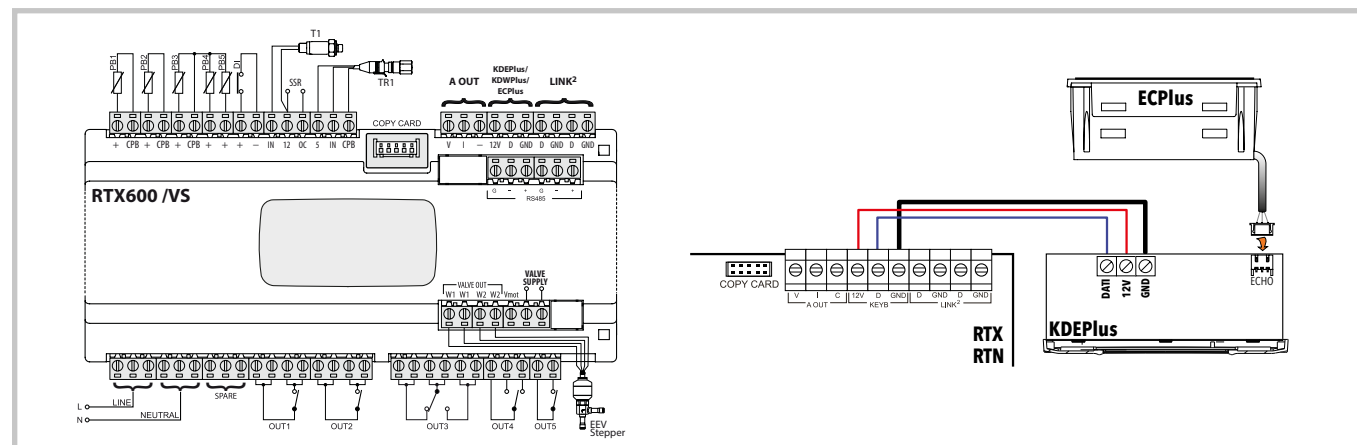 T1
PB1
PB2
PB3
PB4
PB5
DI
SSR
TR1
A OUT
KDEPlus/
KDWPlus/
ECPlus
LINK²
COPY CARD
+ CPB + CPB + CPB + + + − IN 12 OC 5 IN CPB
V I − 12V D GND D GND D GND
G − + G − +
RS485
RTX600 /VS
VALVE OUT
VALVE
SUPPLY
W1 W1 W2 W2 Vmot
L
LINE
N
NEUTRAL
SPARE
OUT1
OUT2
OUT3
OUT4
OUT5
EEV
Stepper
ECPlus
COPY CARD
V I C 12V D GND D GND D GND
A OUT KEYB LINK²
RTX
RTN
DATI
12V
GND
ECHO
KDEPlus